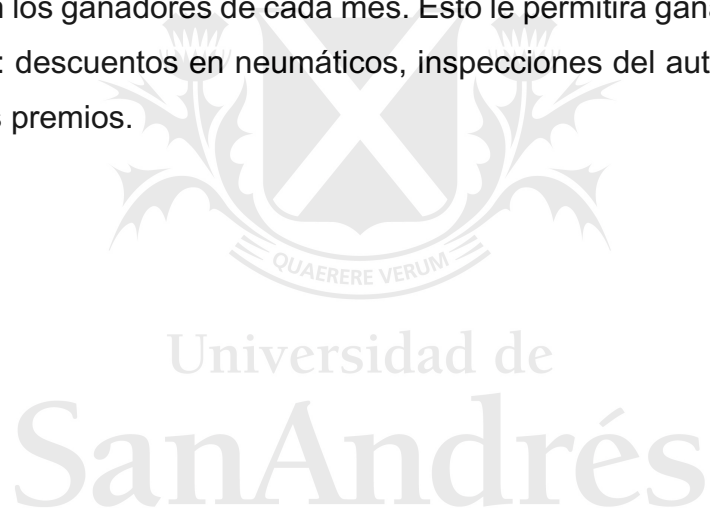 los ganadores de cada mes. Esto le permitirá
: descuentos en neumáticos, inspecciones del
premios.
QUAERERE VERUM
Universidad de
SanAndrés